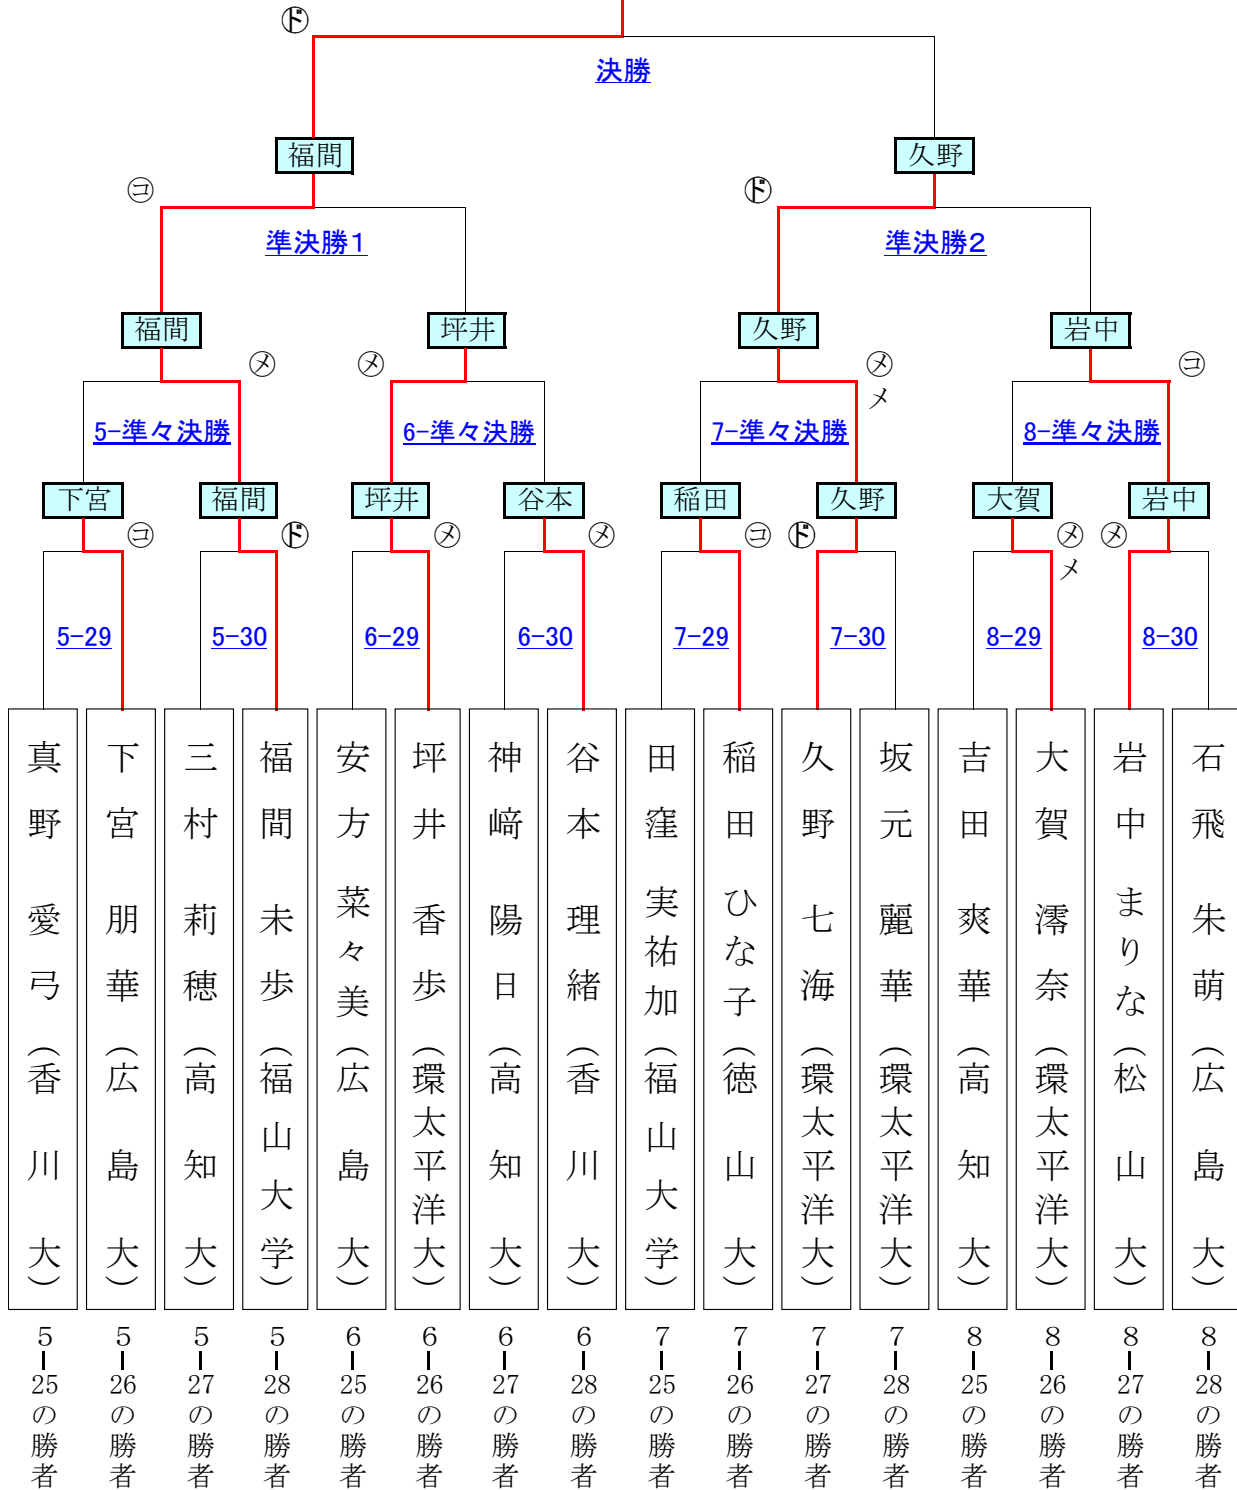 ㋣゙
決勝
福間
久野
㋙
㋣゙
準決勝1
準決勝2
福間
坪井
久野
岩中
㋱
㋱
㋱
㋙
メ
5-準々決勝
6-準々決勝
7-準々決勝
8-準々決勝
下宮
福間
坪井
谷本
稲田
久野
大賀
岩中
㋙
㋣゙
㋱
㋱
㋙
㋣゙
㋱
㋱
メ
5-29
5-30
6-29
6-30
7-29
7-30
8-29
8-30
真野 愛弓(香川大)
下宮 朋華(広島大)
三村 莉穂(高知大)
福間 未歩(福山大学)
安方 菜々美(広島大)
坪井 香歩(環太平洋大)
神﨑 陽日(高知大)
谷本 理緒(香川大)
田窪 実祐加(福山大学)
稲田 ひな子(徳山大)
久野 七海(環太平洋大)
坂元 麗華(環太平洋大)
吉田 爽華(高知大)
大賀 澪奈(環太平洋大)
岩中 まりな(松山大)
石飛 朱萌(広島大)
5-25の勝者
5-26の勝者
5-27の勝者
5-28の勝者
6-25の勝者
6-26の勝者
6-27の勝者
6-28の勝者
7-25の勝者
7-26の勝者
7-27の勝者
7-28の勝者
8-25の勝者
8-26の勝者
8-27の勝者
8-28の勝者